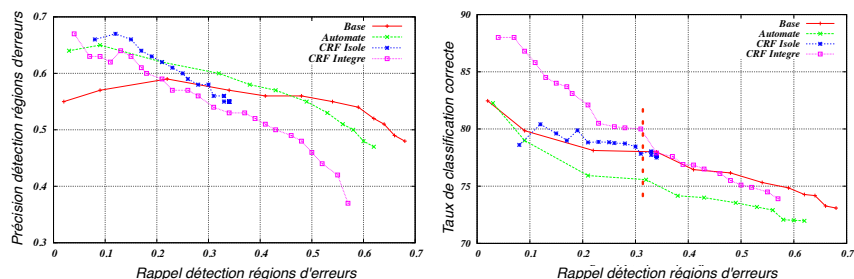 Précision détection régions d'erreurs
0.7
0.6
0.5
0.4
0.3
0
0.1
0.2
0.3
0.4
0.5
0.6
0.7
Rappel détection régions d'erreurs
Base
Automate
CRF Isole
CRF Integre
Taux de classification correcte
90
85
80
75
70
0
0.1
0.2
0.3
0.4
0.5
0.6
0.7
Rappel détection régions d'erreurs
Base
Automate
CRF Isole
CRF Integre